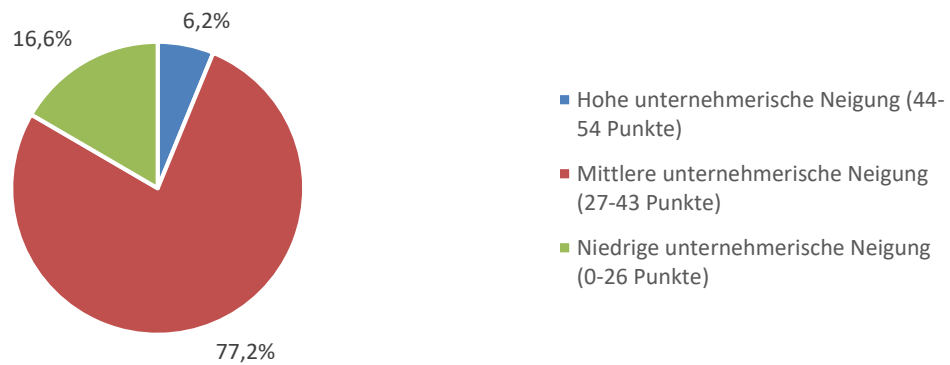 6,2%
16,6%
77,2%
Hohe unternehmerische Neigung (44-
54 Punkte)
Mittlere unternehmerische Neigung
(27-43 Punkte)
Niedrige unternehmerische Neigung
(0-26 Punkte)